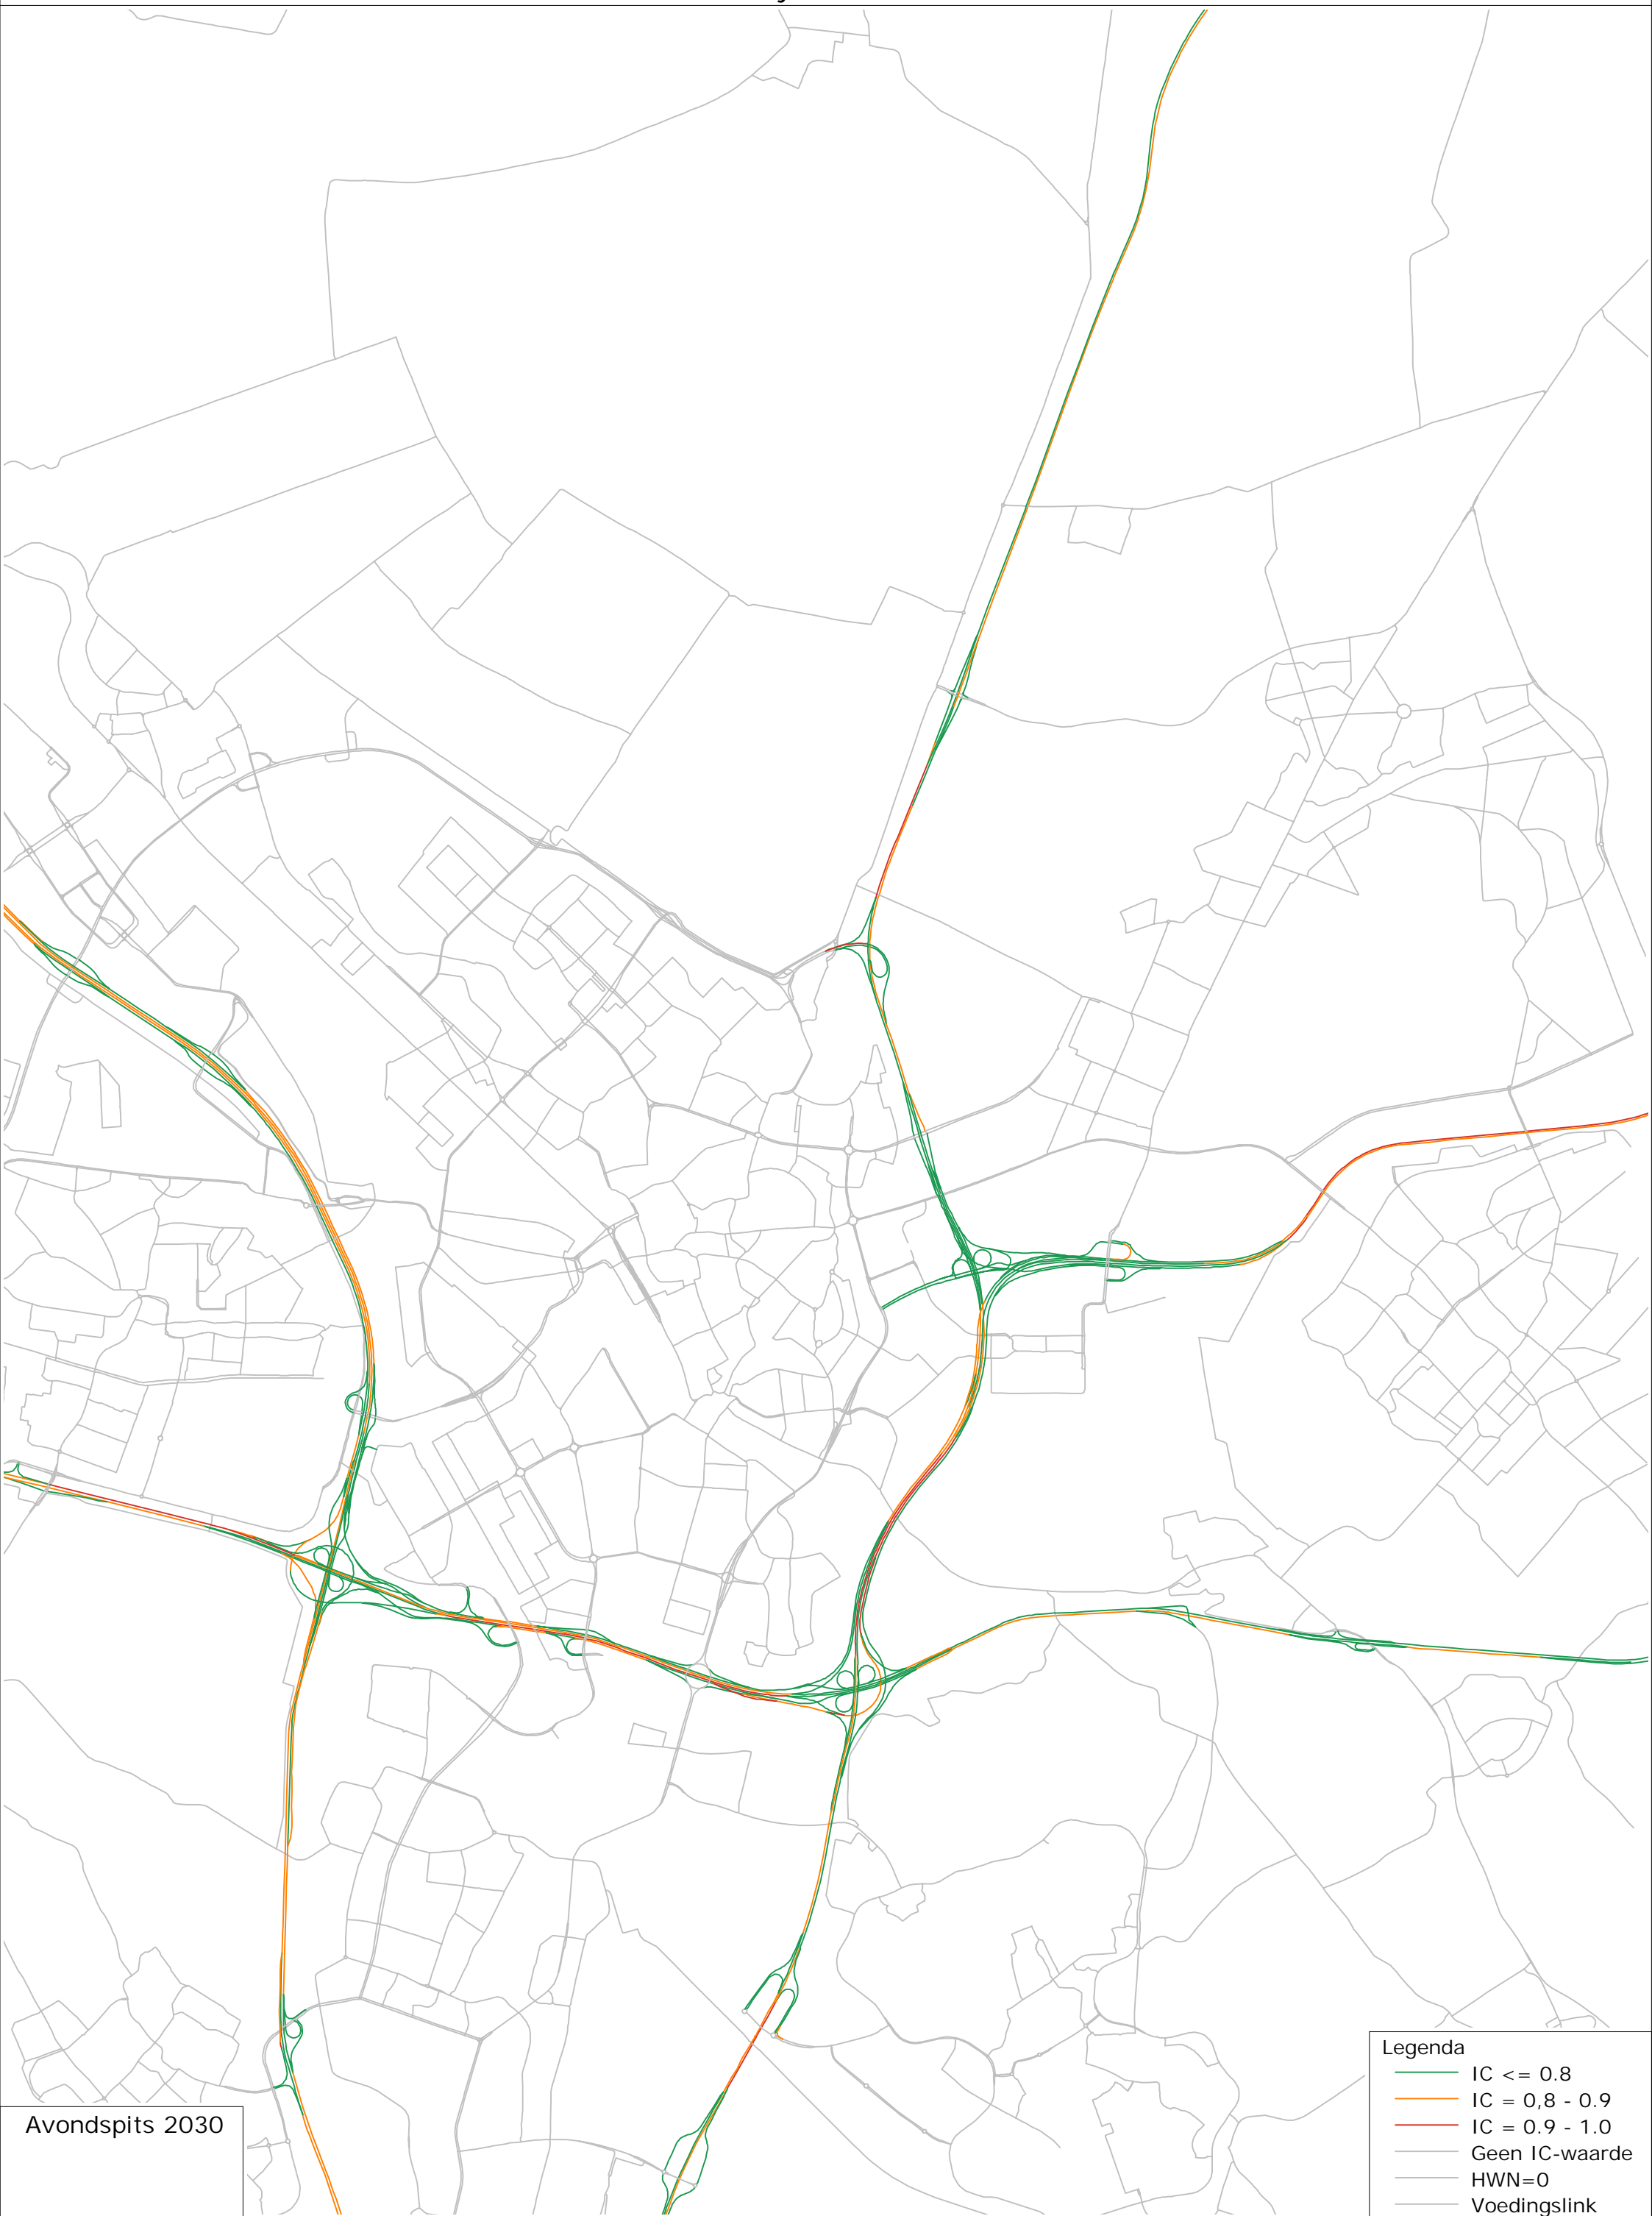 Legenda
IC <= 0.8
IC = 0,8 - 0.9
IC = 0.9 - 1.0
Geen IC-waarde
HWN=0
Voedingslink
Avondspits 2030